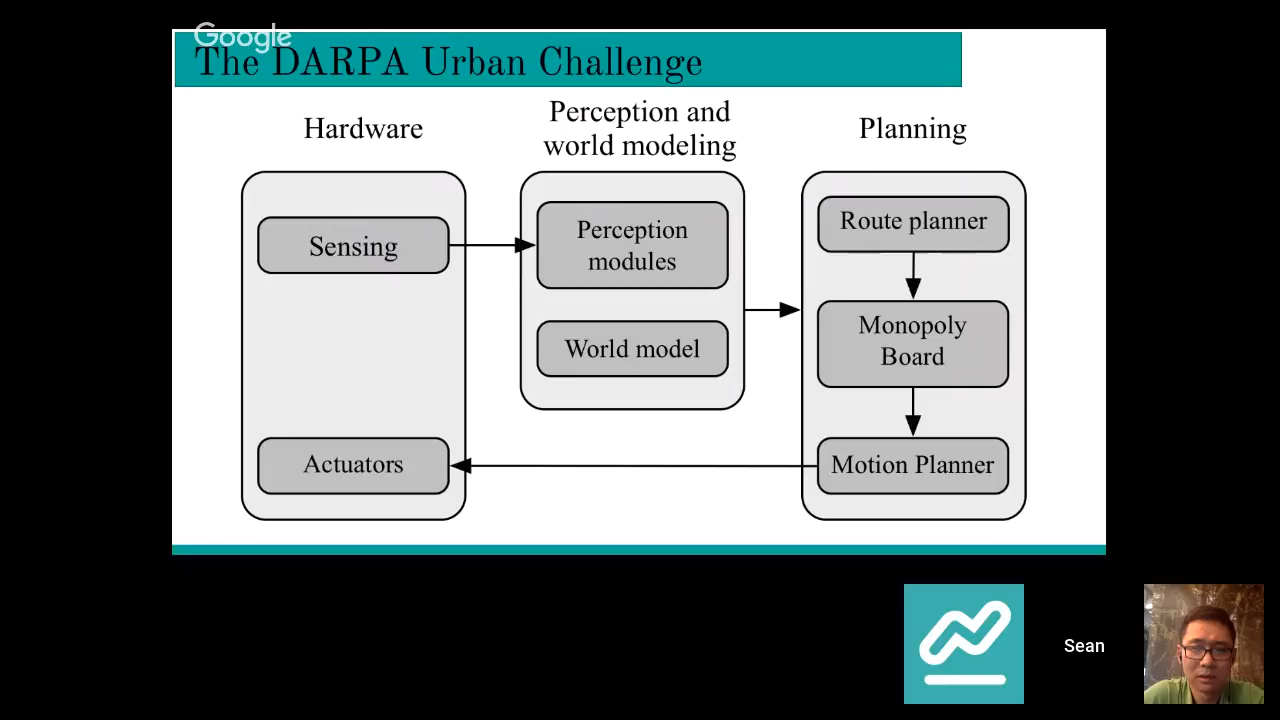 Google
The DARPA Urban Challenge
Hardware
Perception and
world modeling
Planning
Sensing
Perception
modules
World model
Route planner
Monopoly
Board
Actuators
Motion Planner
Sean